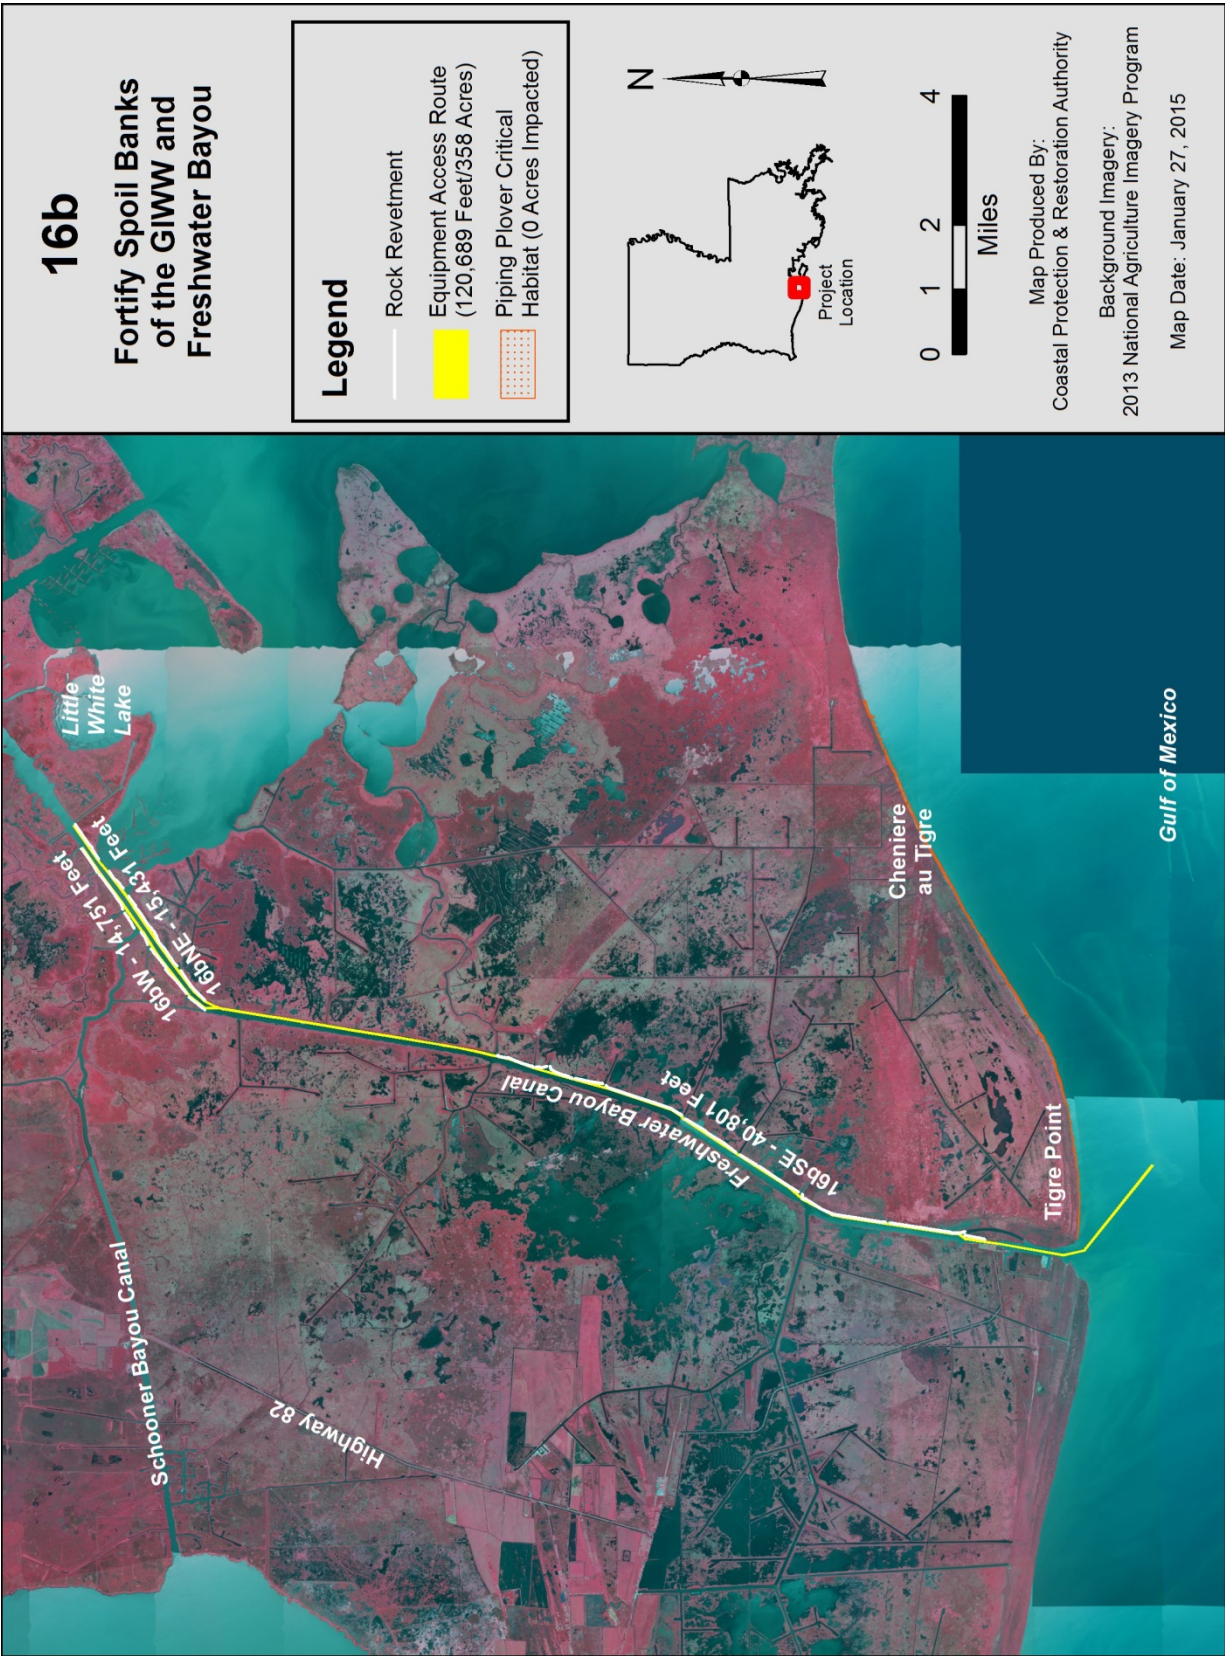 16b
Fortify Spoil Banks
of the GIWW and
Freshwater Bayou
Legend
Rock Revetment
Equipment Access Route
(120,689 Feet/358 Acres)
Piping Plover Critical
Habitat (0 Acres Impacted)
N
Project
Location
0 1 2 4
Miles
Map Produced By:
Coastal Protection & Restoration Authority
Background Imagery:
2013 National Agriculture Imagery Program
Map Date: January 27, 2015
Little
White
Lake
16bW - 14,751 Feet
16bNE - 15,431 Feet
Schooner Bayou Canal
Highway 82
Freshwater Bayou Canal
16bSE - 40,801 Feet
Cheniere
au Tigre
Tigre Point
Gulf of Mexico